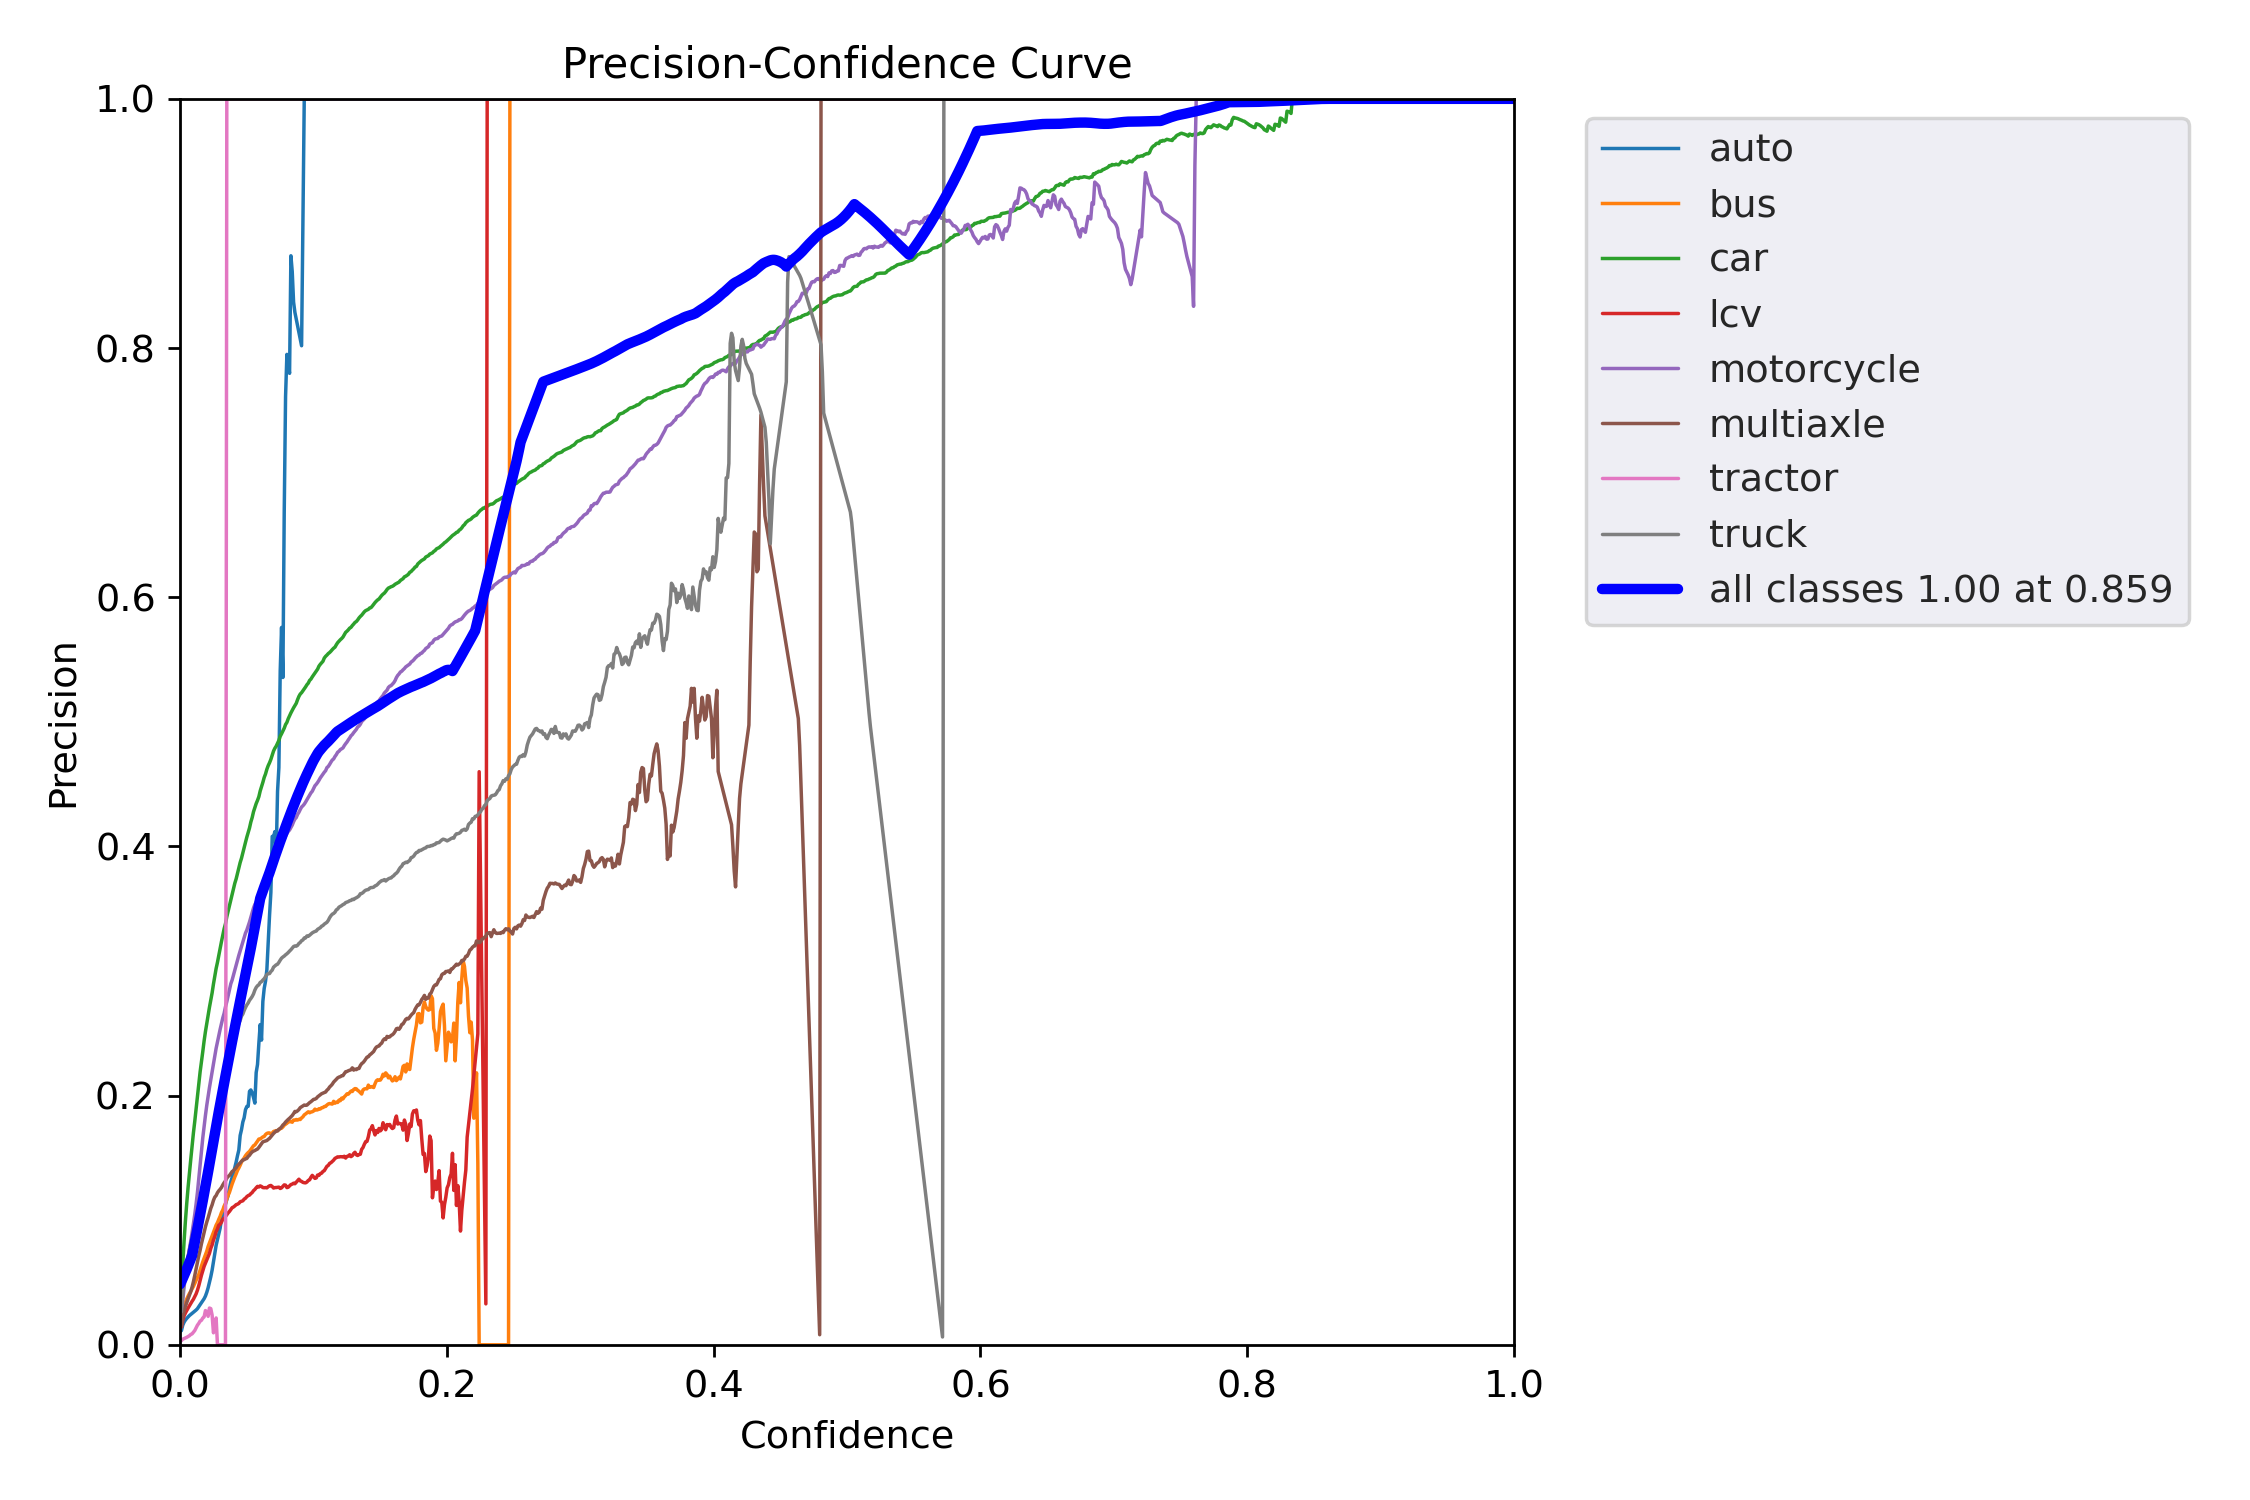 Precision-Confidence Curve
1.0
0.8
0.6
0.4
0.2
0.0
Precision
0.0 0.2 0.4 0.6 0.8 1.0
Confidence
auto
bus
car
lcv
motorcycle
multiaxle
tractor
truck
all classes 1.00 at 0.859